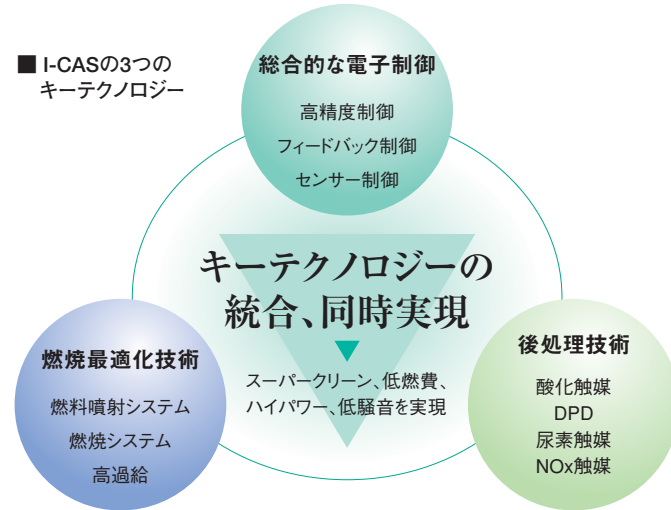 ■ I-CASの3つの
キーテクノロジー
総合的な電子制御
高精度制御
フィードバック制御
センサー制御
キーテクノロジーの
統合、同時実現
スーパークリーン、低燃費、
ハイパワー、低騒音を実現
燃焼最適化技術
燃料噴射システム
燃焼システム
高過給
後処理技術
酸化触媒
DPD
尿素触媒
NOx触媒